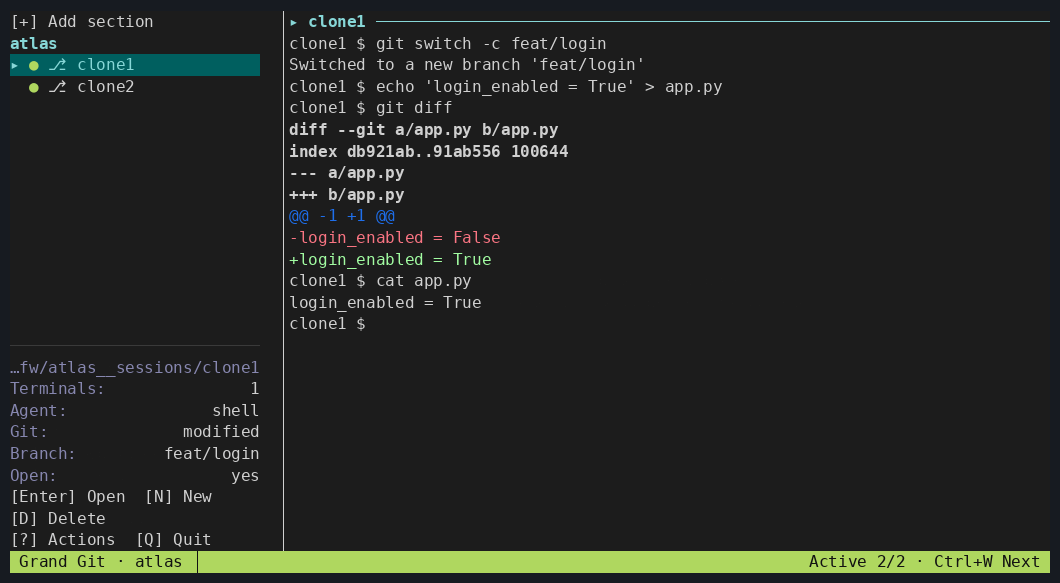 [+] Add section
atlas
▸ ● ⎇ clone1
● ⎇ clone2
…fw/atlas__sessions/clone1
Terminals: 1
Agent: shell
Git: modified
Branch: feat/login
Open: yes
[Enter] Open  [N] New
[D] Delete
[?] Actions  [Q] Quit
▸ clone1
clone1 $ git switch -c feat/login
Switched to a new branch 'feat/login'
clone1 $ echo 'login_enabled = True' > app.py
clone1 $ git diff
diff --git a/app.py b/app.py
index db921ab..91ab556 100644
--- a/app.py
+++ b/app.py
@@ -1 +1 @@
-login_enabled = False
+login_enabled = True
clone1 $ cat app.py
login_enabled = True
clone1 $
Grand Git · atlas
Active 2/2 · Ctrl+W Next